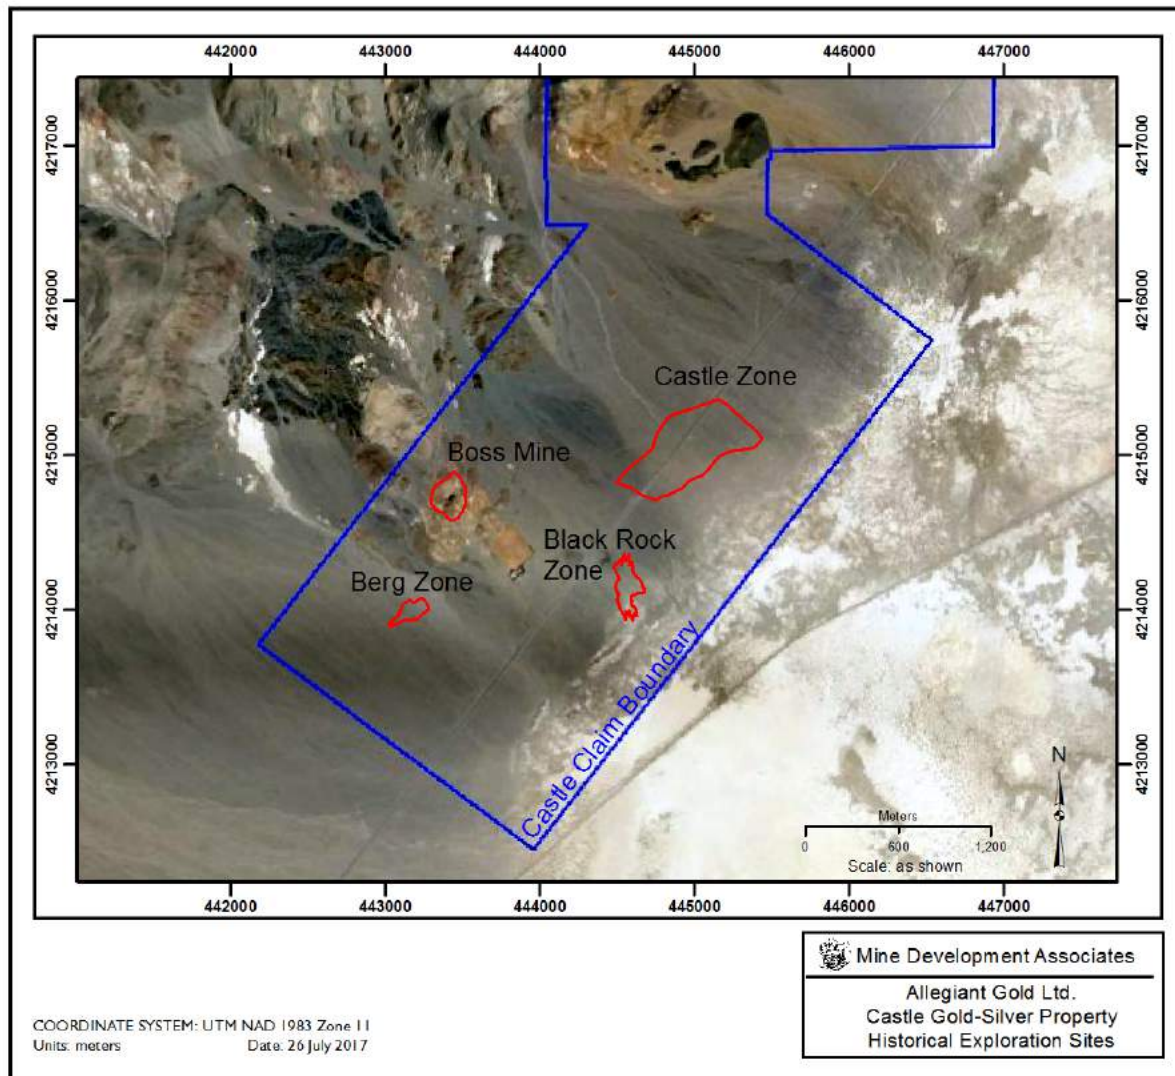 442000 443000 444000 445000 446000 447000
4217000 4217000
4216000 4216000
Castle Zone
4215000 4215000
Boss Mine
Black Rock
Zone
Berg Zone
4214000 4214000
Castle Claim Boundary
4213000 4213000
N
Meters
0 600 1,200
Scale: as shown
442000 443000 444000 445000 446000 447000
Mine Development Associates
Allegiant Gold Ltd.
Castle Gold-Silver Property
Historical Exploration Sites
COORDINATE SYSTEM: UTM NAD 1983 Zone 11
Units: meters Date: 26 July 2017